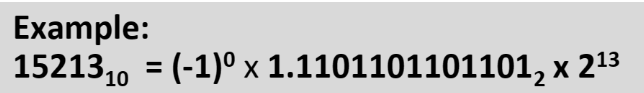 Example:
15213₁₀ = (-1)⁰ x 1.1101101101101₂ x 2¹³